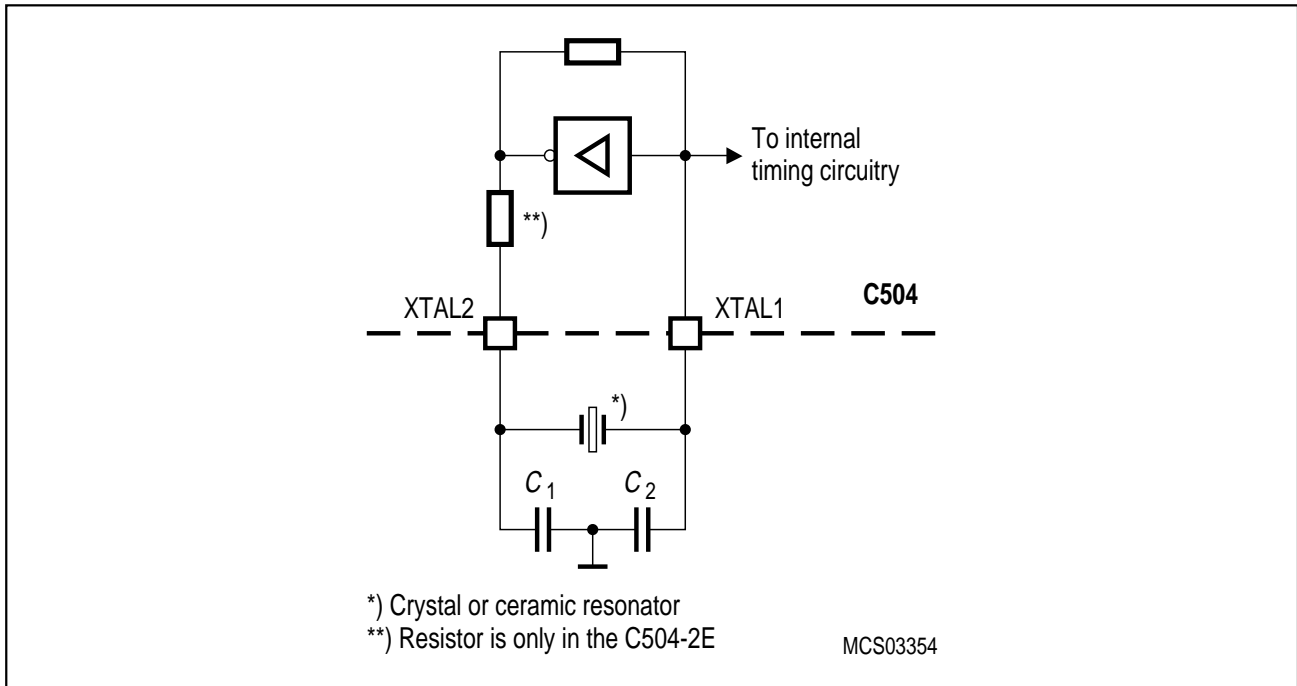 To internal
timing circuitry
**)
XTAL2
XTAL1
C504
*)
C1
C2
*) Crystal or ceramic resonator
**) Resistor is only in the C504-2E
MCS03354